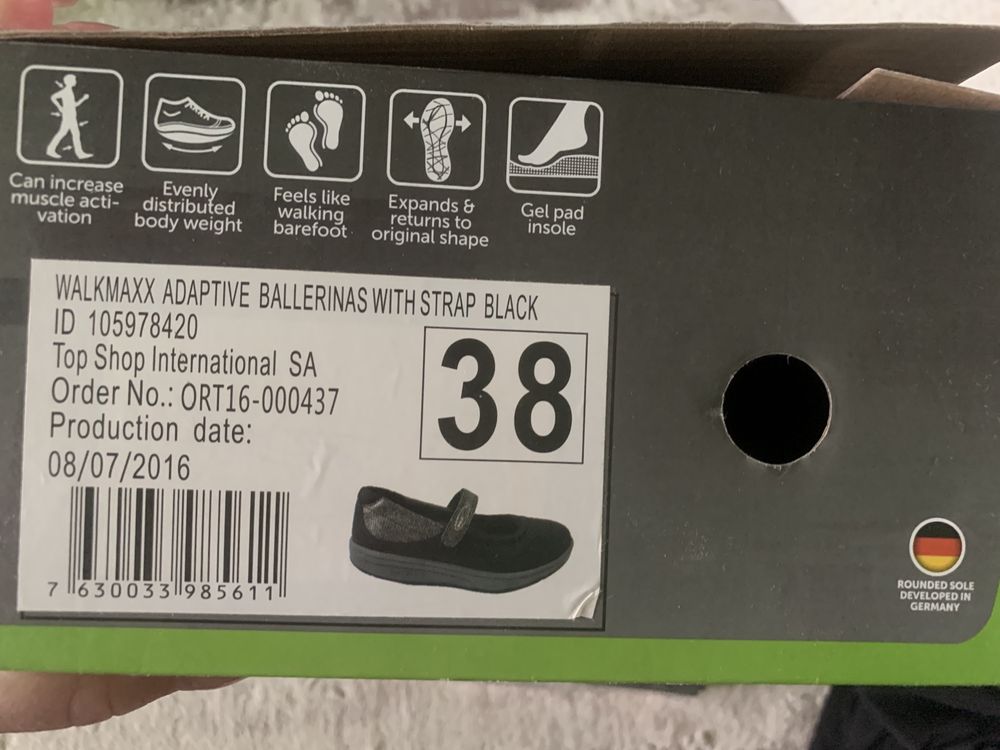 Can increase
muscle acti-
vation
Evenly
distributed
body weight
Feels like
walking
barefoot
Expands &
returns to
original shape
Gel pad
insole
WALKMAXX ADAPTIVE BALLERINAS WITH STRAP BLACK
ID 105978420
Top Shop International SA
Order No.: ORT16-000437
Production date:
08/07/2016
38
7 630033 985611
ROUNDED SOLE
DEVELOPED IN
GERMANY